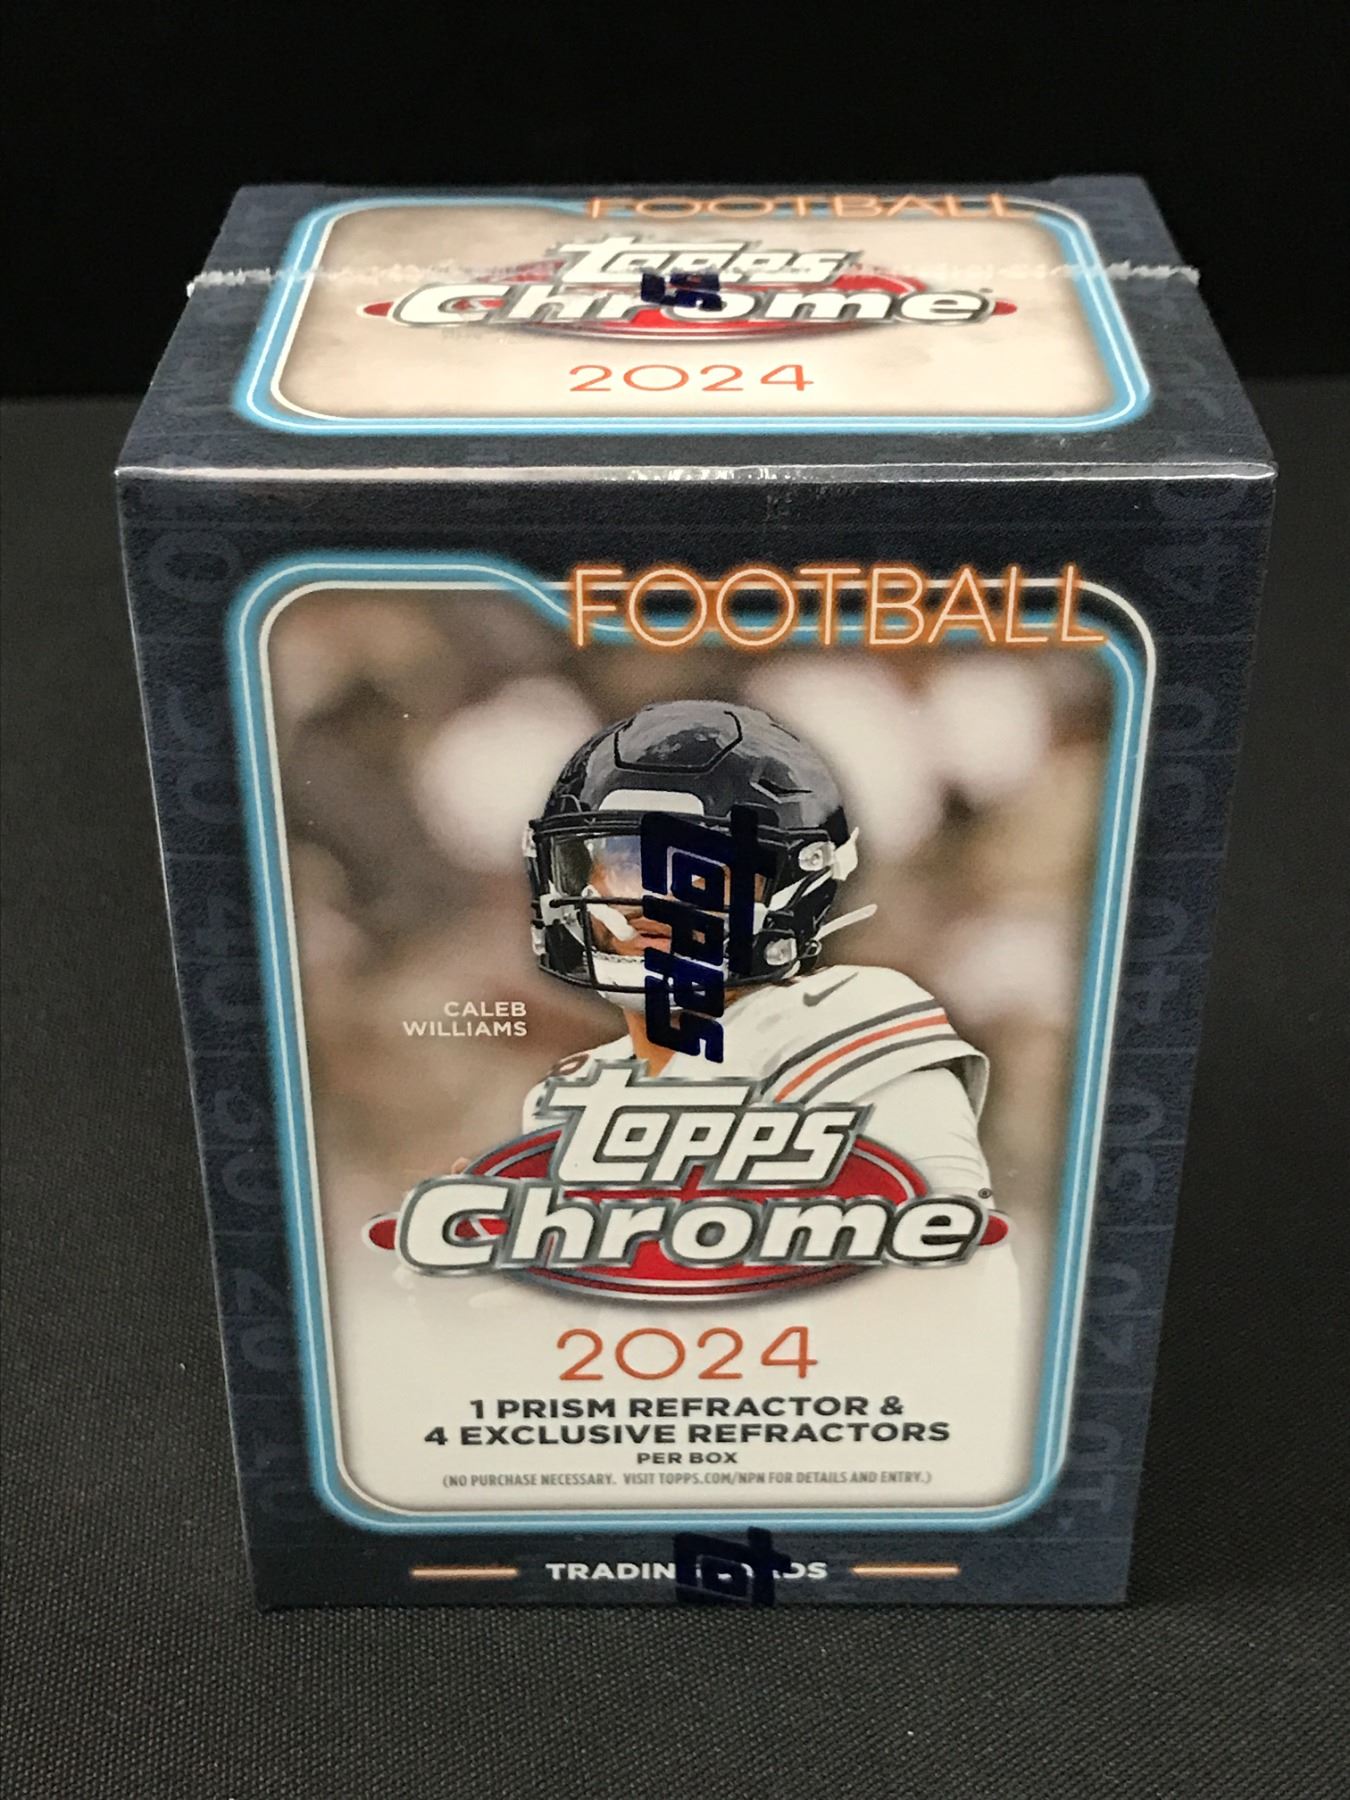 FOOTBALL
Topps
Chrome
2024
FOOTBALL
CALEB
WILLIAMS
Topps
Topps
Chrome®
2024
1 PRISM REFRACTOR &
4 EXCLUSIVE REFRACTORS
PER BOX
(NO PURCHASE NECESSARY. VISIT TOPPS.COM/NPN FOR DETAILS AND ENTRY.)